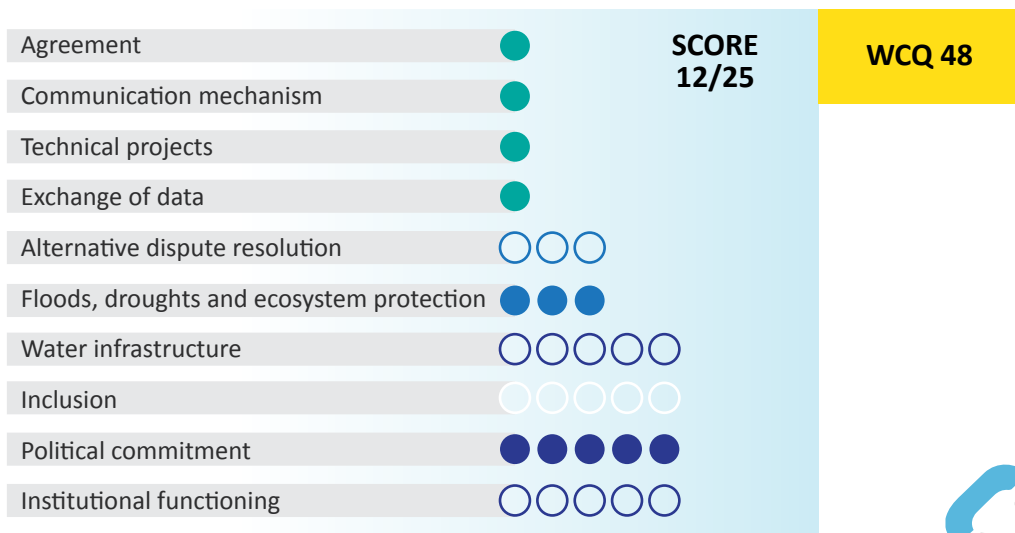 Agreement
Communication mechanism
Technical projects
Exchange of data
Alternative dispute resolution
Floods, droughts and ecosystem protection
Water infrastructure
Inclusion
Political commitment
Institutional functioning
SCORE
12/25
WCQ 48